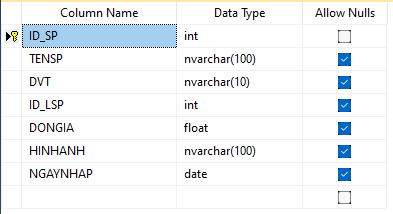 Column Name Data Type Allow Nulls
ID_SP int
TENSP nvarchar(100)
DVT nvarchar(10)
ID_LSP int
DONGIA float
HINHANH nvarchar(100)
NGAYNHAP date